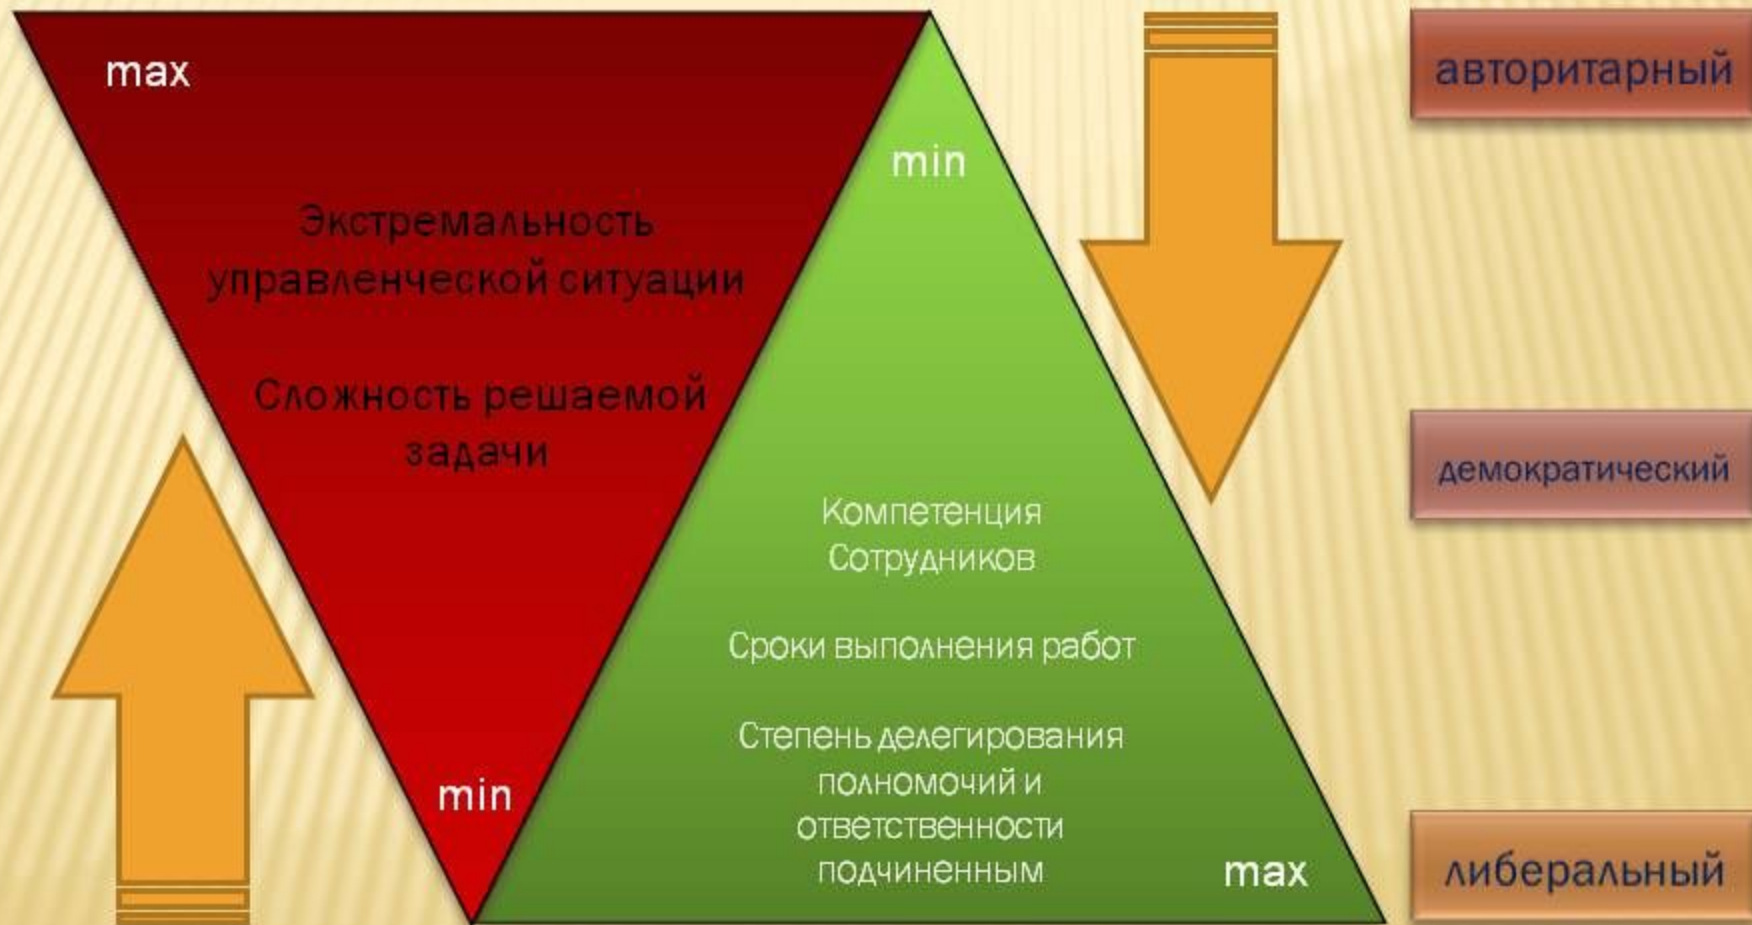 max
Экстремальность
управленческой ситуации
Сложность решаемой
задачи
min
min
Компетенция
Сотрудников
Сроки выполнения работ
Степень делегирования
полномочий и
ответственности
подчиненным
max
авторитарный
демократический
либеральный